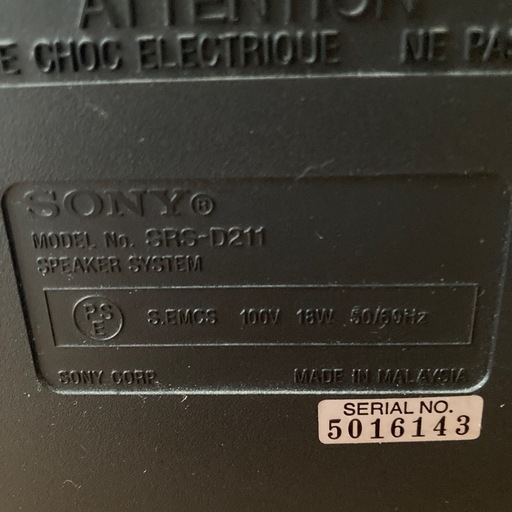 ATTENTION
E CHOC ELECTRIQUE NE PAS
SONY®
MODEL No. SRS-D211
SPEAKER SYSTEM
PS
E
S.EMCS 100V 18W 50/60Hz
SONY CORP. MADE IN MALAYSIA
SERIAL NO.
5016143